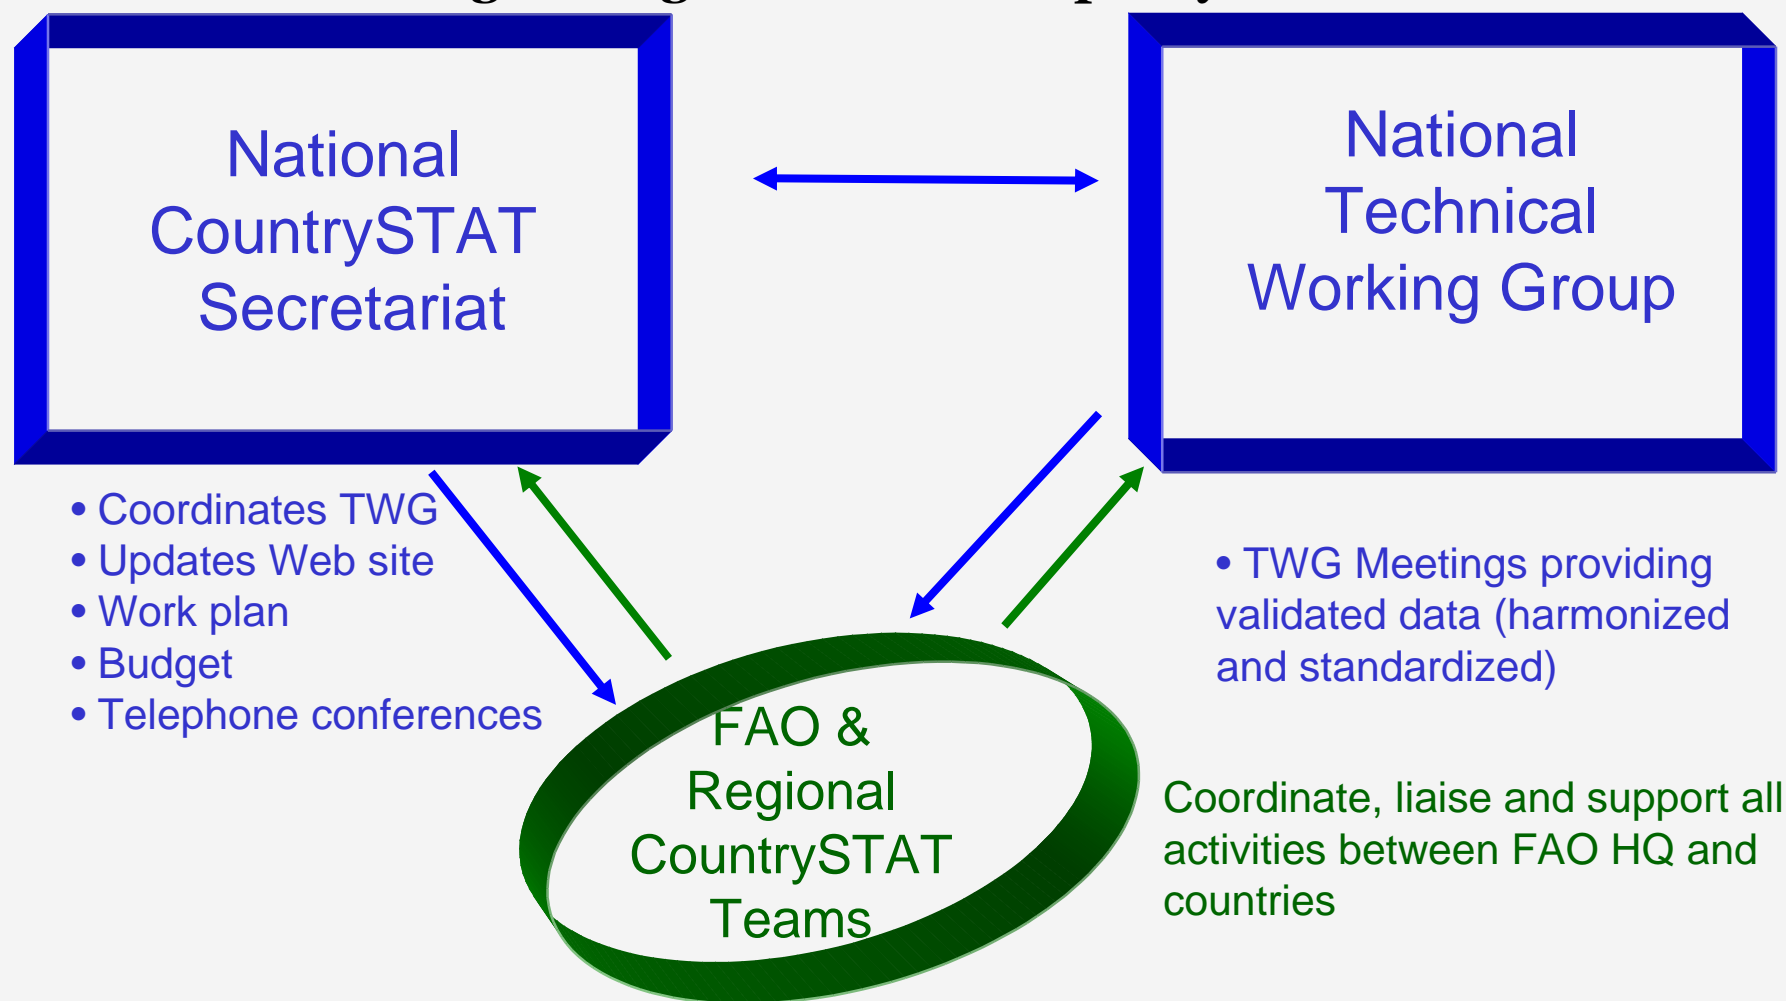 National
CountrySTAT
Secretariat
National
Technical
Working Group
• Coordinates TWG
• Updates Web site
• Work plan
• Budget
• Telephone conferences
• TWG Meetings providing
validated data (harmonized
and standardized)
FAO &
Regional
CountrySTAT
Teams
Coordinate, liaise and support all
activities between FAO HQ and
countries